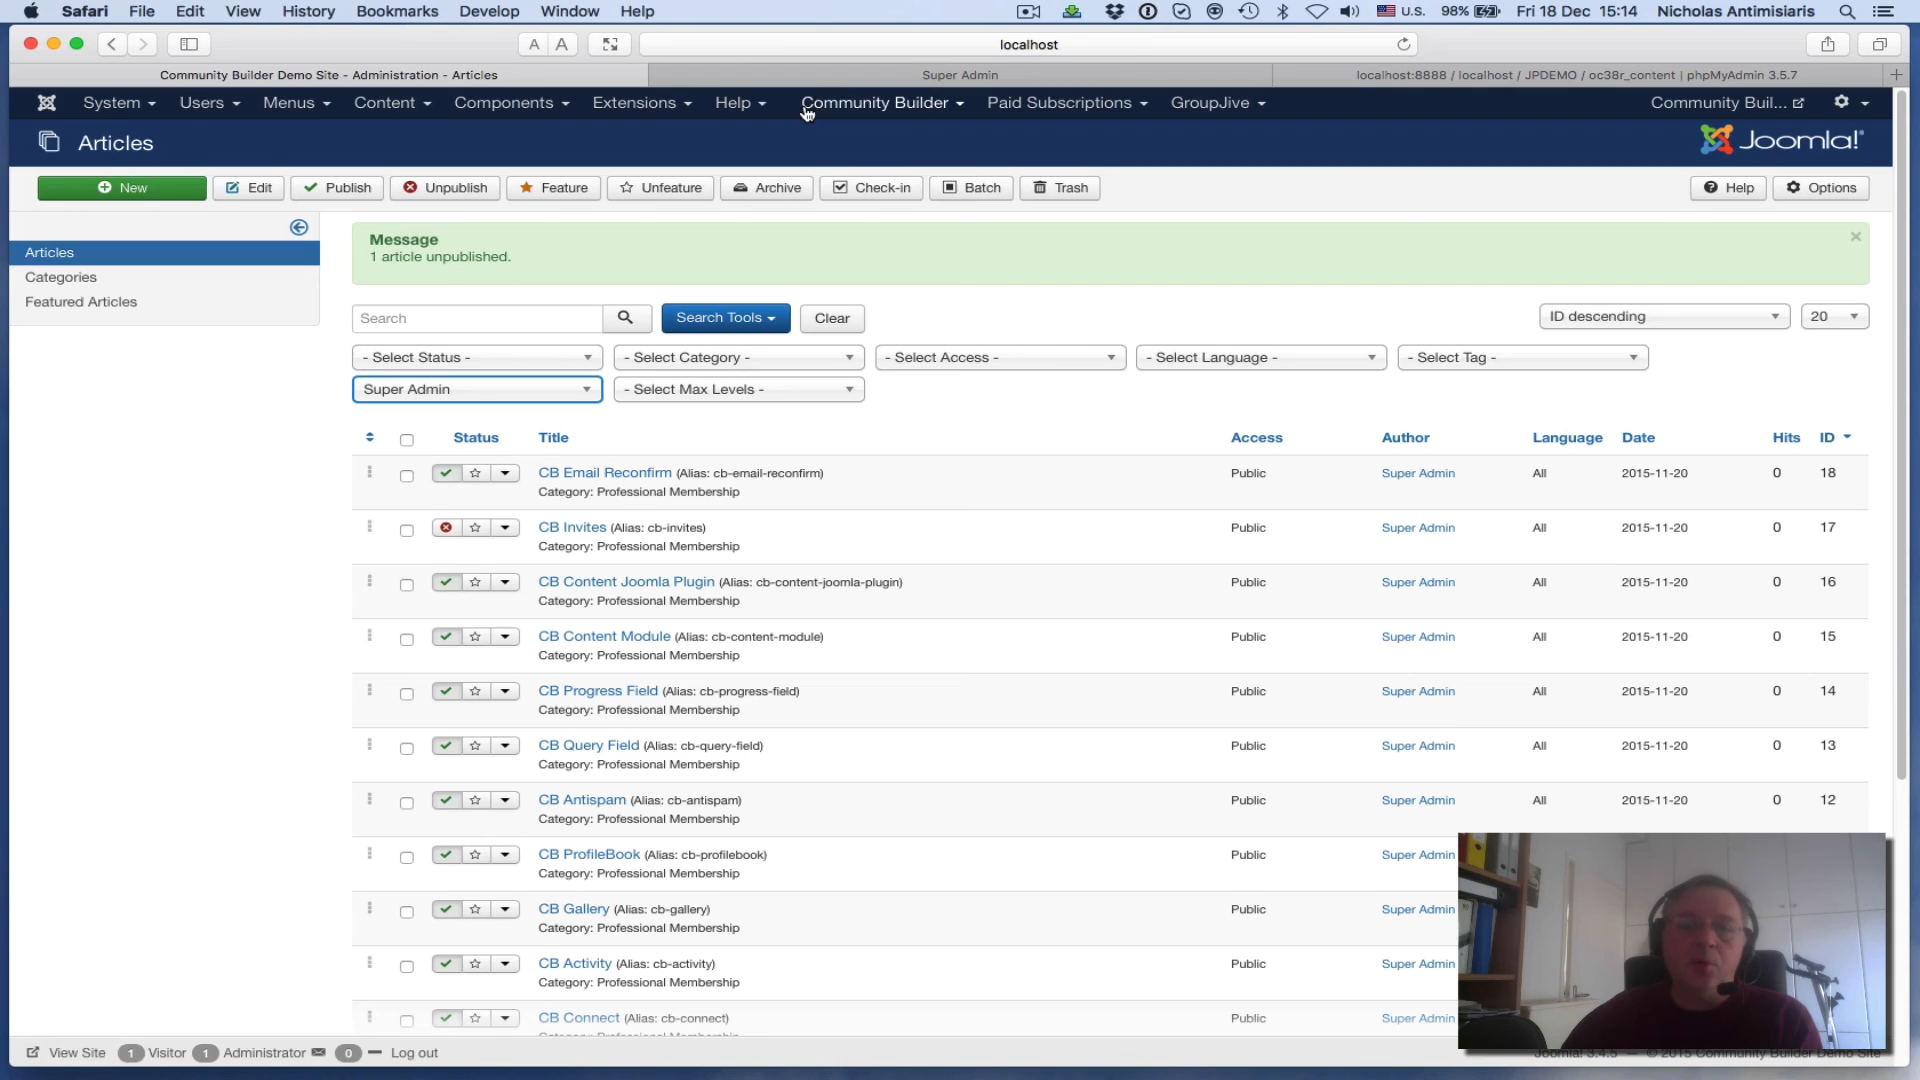 Safari File Edit View History Bookmarks Develop Window Help U.S. 98% Fri 18 Dec 15:14 Nicholas Antimisiaris
A A localhost
Community Builder Demo Site - Administration - Articles Super Admin localhost:8888 / localhost / JPDEMO / oc38r_content | phpMyAdmin 3.5.7
System Users Menus Content Components Extensions Help Community Builder Paid Subscriptions GroupJive Community Buil...
Articles Joomla!
New Edit Publish Unpublish Feature Unfeature Archive Check-in Batch Trash Help Options
Articles
Categories
Featured Articles
Message
1 article unpublished.
Search Search Tools Clear ID descending 20
- Select Status - - Select Category - - Select Access - - Select Language - - Select Tag -
Super Admin - Select Max Levels -
Status Title Access Author Language Date Hits ID
CB Email Reconfirm (Alias: cb-email-reconfirm) Public Super Admin All 2015-11-20 0 18
Category: Professional Membership
CB Invites (Alias: cb-invites) Public Super Admin All 2015-11-20 0 17
Category: Professional Membership
CB Content Joomla Plugin (Alias: cb-content-joomla-plugin) Public Super Admin All 2015-11-20 0 16
Category: Professional Membership
CB Content Module (Alias: cb-content-module) Public Super Admin All 2015-11-20 0 15
Category: Professional Membership
CB Progress Field (Alias: cb-progress-field) Public Super Admin All 2015-11-20 0 14
Category: Professional Membership
CB Query Field (Alias: cb-query-field) Public Super Admin All 2015-11-20 0 13
Category: Professional Membership
CB Antispam (Alias: cb-antispam) Public Super Admin All 2015-11-20 0 12
Category: Professional Membership
CB ProfileBook (Alias: cb-profilebook) Public Super Admin
Category: Professional Membership
CB Gallery (Alias: cb-gallery) Public Super Admin
Category: Professional Membership
CB Activity (Alias: cb-activity) Public Super Admin
Category: Professional Membership
CB Connect (Alias: cb-connect) Public Super Admin
Category: Professional Membership
View Site 1 Visitor 1 Administrator 0 Log out Joomla! 3.4.5 — © 2015 Community Builder Demo Site